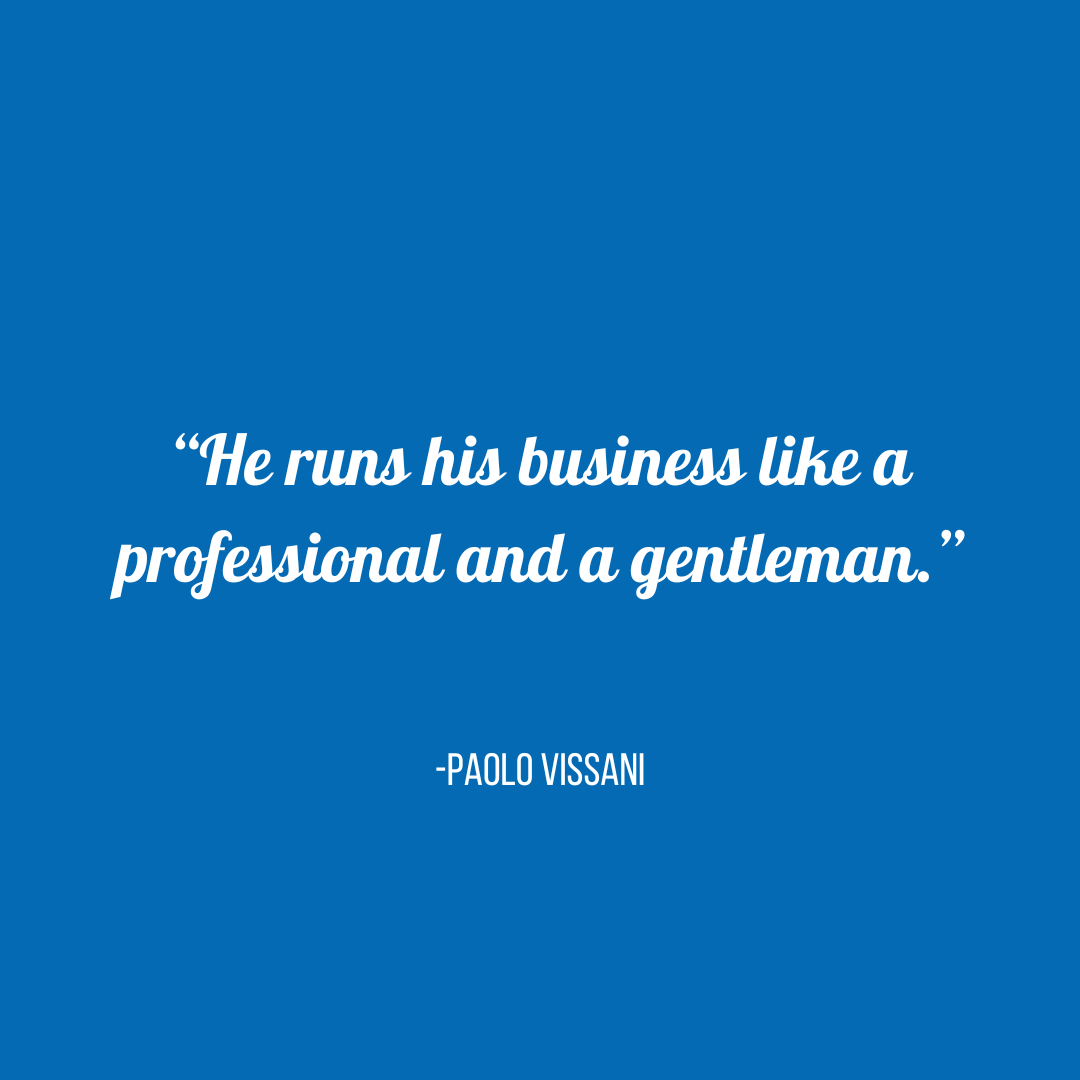 “He runs his business like a
professional and a gentleman.”
-PAOLO VISSANI